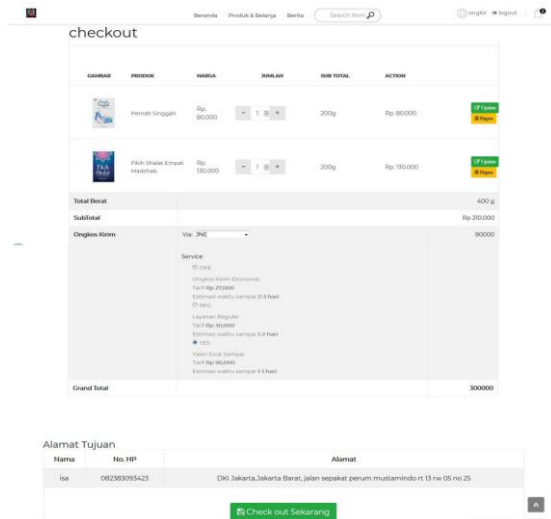 Beranda Produk & Belanja Berita Search Item ongkir logout
checkout
GAMBAR PRODUK HARGA JUMLAH SUB TOTAL ACTION
Pernah Singgah Rp. 80.000 - 1 + 200g Rp. 80.000 Update
Hapus
Fikih Shalat Empat Madzhab Rp. 130.000 - 1 + 200g Rp. 130.000 Update
Hapus
Total Berat 400 g
SubTotal Rp 210.000
Ongkos Kirim Via: JNE 90000
Service
OKE
Ongkos Kirim Ekonomis
Tarif Rp 27,000
Estimasi waktu sampai 2-3 hari
REG
Layanan Reguler
Tarif Rp 30,000
Estimasi waktu sampai 1-2 hari
YES
Yakin Esok Sampai
Tarif Rp 90,000
Estimasi waktu sampai 1-1 hari
Grand Total 300000
Alamat Tujuan
Nama No. HP Alamat
isa 082383093423 DKI Jakarta,Jakarta Barat, jalan sepakat perum mustamindo rt 13 rw 05 no 25
Check out Sekarang